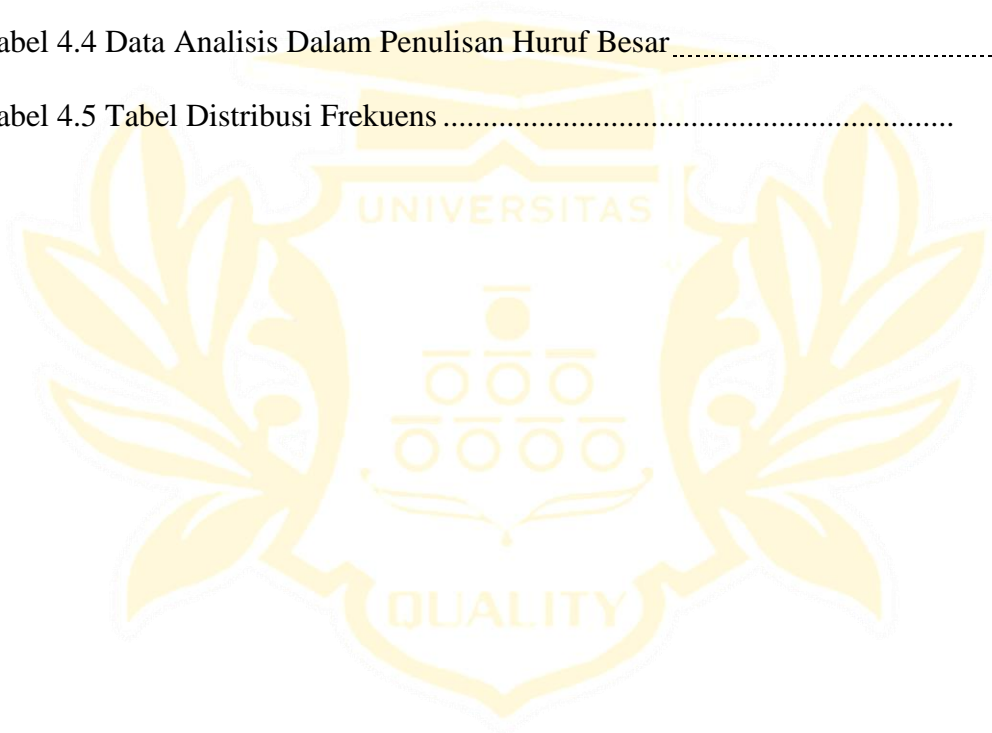 abel 4.4 Data Analisis Dalam Penulisan Huruf Besar
abel 4.5 Tabel Distribusi Frekuens ................................................................
UNIVERSITAS
QUALITY